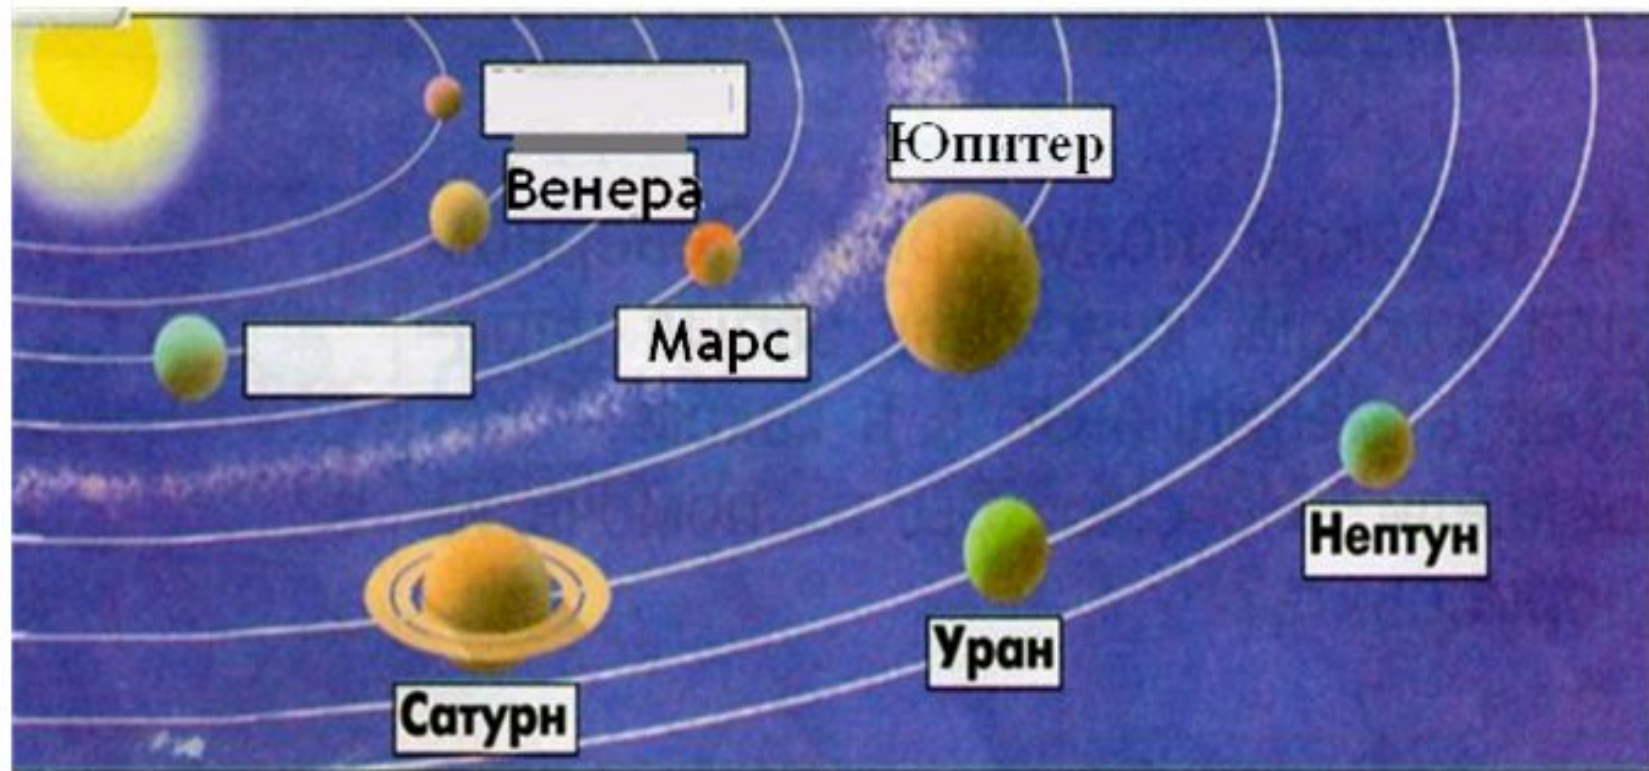 Юпитер
Венера
Марс
Нептун
Уран
Сатурн